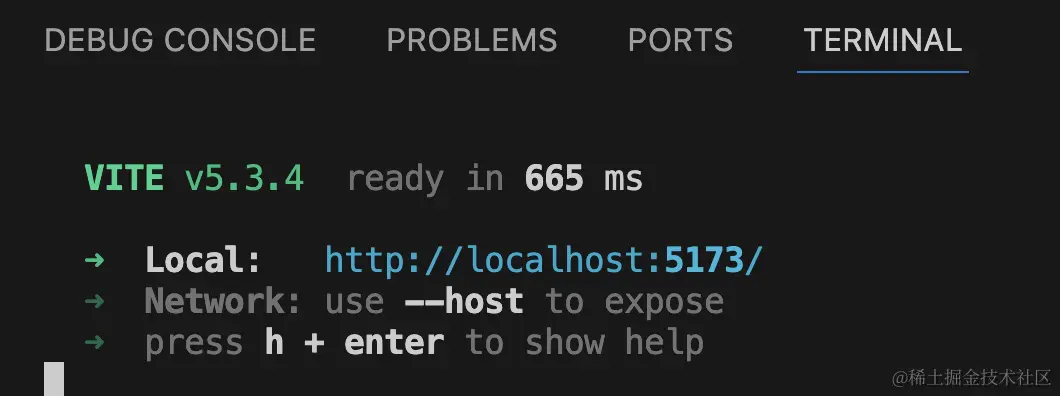 DEBUG CONSOLE PROBLEMS PORTS TERMINAL
VITE v5.3.4 ready in 665 ms
➜ Local: http://localhost:5173/
➜ Network: use --host to expose
➜ press h + enter to show help
@稀土掘金技术社区